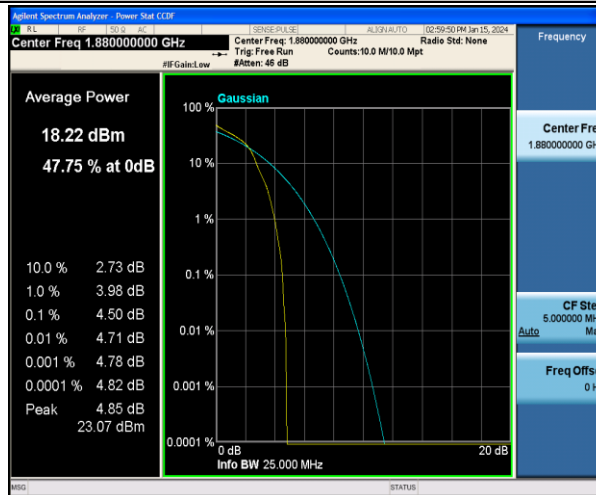 Agilent Spectrum Analyzer - Power Stat CCDF
RL RF 50 Ω AC SENSE:PULSE ALIGNAUTO 02:59:50 PM Jan 15, 2024
Center Freq 1.880000000 GHz
Center Freq: 1.880000000 GHz Radio Std: None
Trig: Free Run Counts:10.0 M/10.0 Mpt
#IFGain:Low #Atten: 46 dB
Frequency
Average Power
18.22 dBm
47.75 % at 0dB
10.0 % 2.73 dB
1.0 % 3.98 dB
0.1 % 4.50 dB
0.01 % 4.71 dB
0.001 % 4.78 dB
0.0001 % 4.82 dB
Peak 4.85 dB
23.07 dBm
Gaussian
100 %
10 %
1 %
0.1 %
0.01 %
0.001 %
0.0001 %
0 dB 20 dB
Info BW 25.000 MHz
Center Fre
1.880000000 GH
CF Ste
5.000000 MH
Auto Ma
Freq Offs
0 H
MSG STATUS